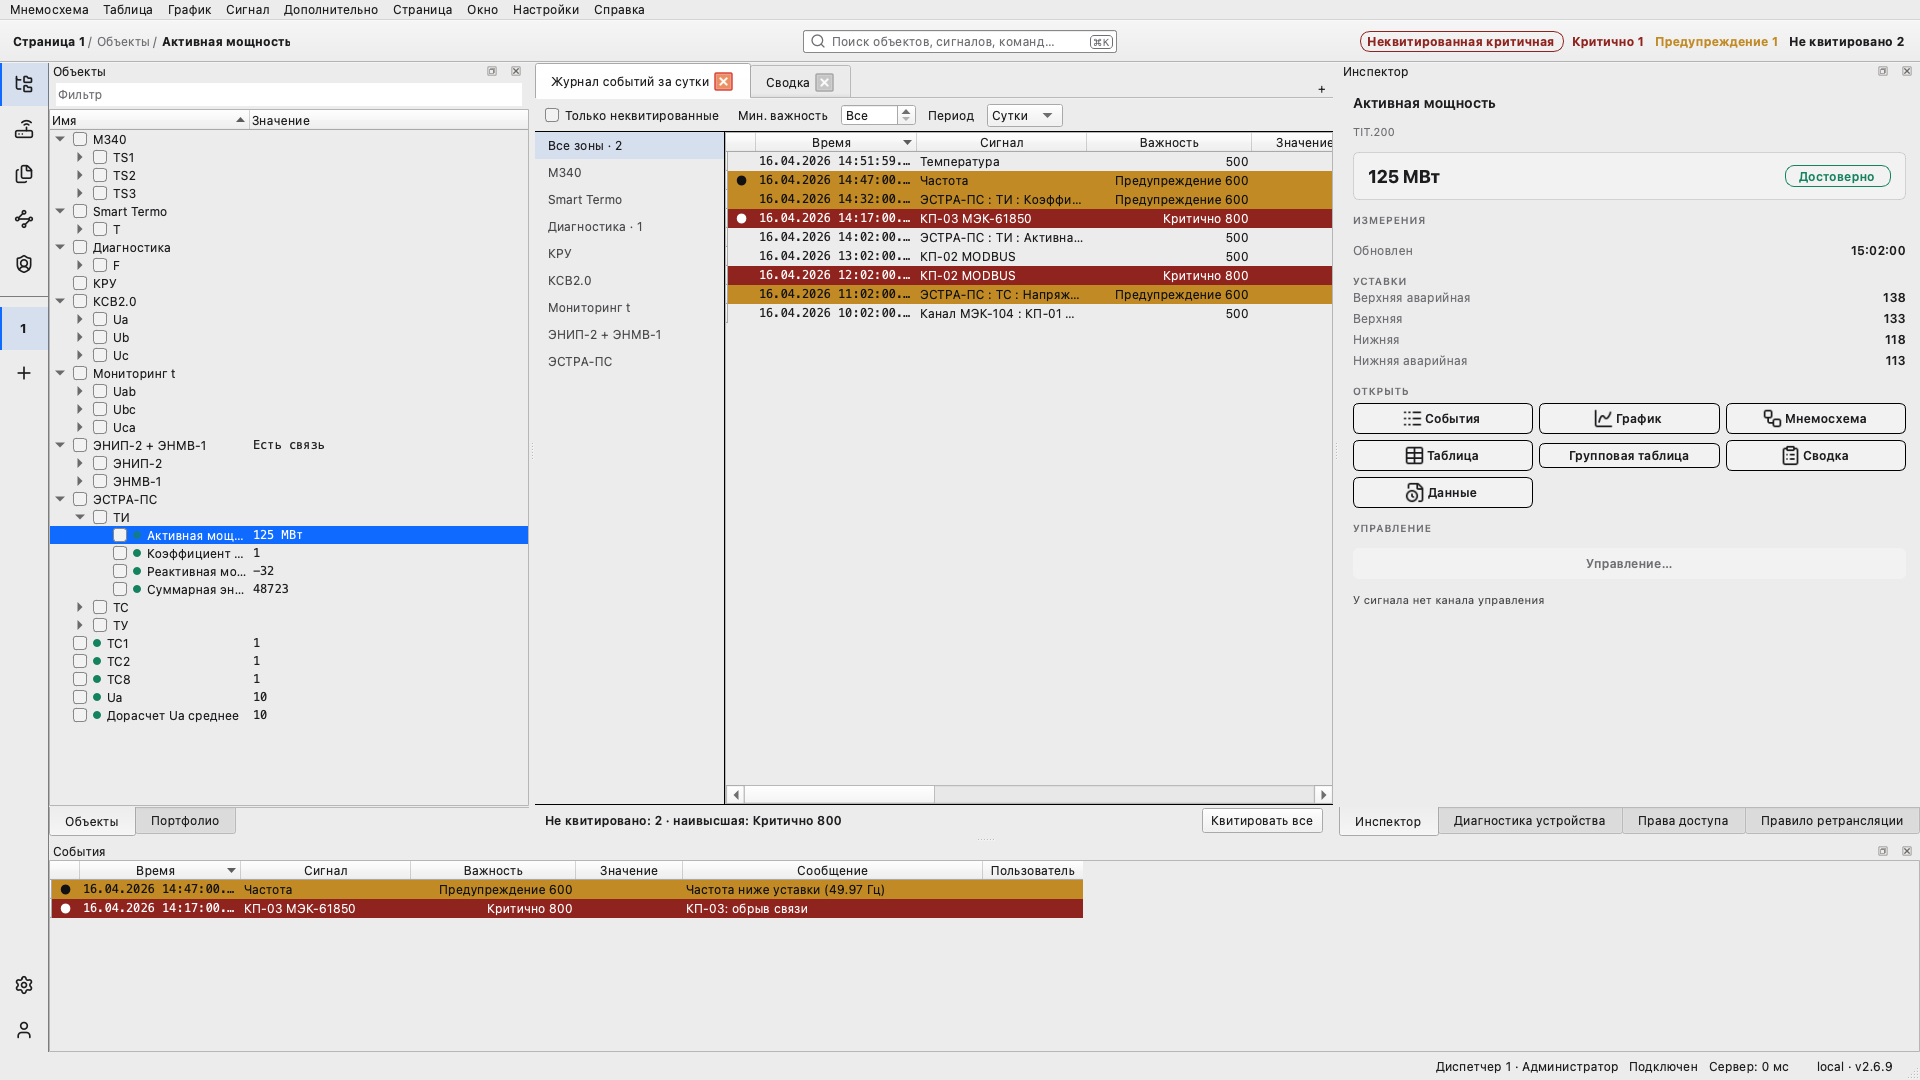 Мнемосхема Таблица График Сигнал Дополнительно Страница Окно Настройки Справка
Страница 1 / Объекты / Активная мощность
Поиск объектов, сигналов, команд... ⌘K
Неквитированная критичная Критично 1 Предупреждение 1 Не квитировано 2
Объекты
Фильтр
Имя Значение
М340
TS1
TS2
TS3
Smart Termo
T
Диагностика
F
КРУ
КСВ2.0
Ua
Ub
Uc
Мониторинг t
Uab
Ubc
Uca
ЭНИП-2 + ЭНМВ-1 Есть связь
ЭНИП-2
ЭНМВ-1
ЭСТРА-ПС
ТИ
Активная мощ... 125 МВт
Коэффициент ... 1
Реактивная мо... −32
Суммарная эн... 48723
ТС
ТУ
ТС1 1
ТС2 1
ТС8 1
Ua 10
Дорасчет Ua среднее 10
Объекты Портфолио
1
Журнал событий за сутки Сводка +
Только неквитированные Мин. важность Все Период Сутки
Все зоны · 2
М340
Smart Termo
Диагностика · 1
КРУ
КСВ2.0
Мониторинг t
ЭНИП-2 + ЭНМВ-1
ЭСТРА-ПС
Время Сигнал Важность Значение
16.04.2026 14:51:59.… Температура 500
16.04.2026 14:47:00.… Частота Предупреждение 600
16.04.2026 14:32:00.… ЭСТРА-ПС : ТИ : Коэффи... Предупреждение 600
16.04.2026 14:17:00.… КП-03 МЭК-61850 Критично 800
16.04.2026 14:02:00.… ЭСТРА-ПС : ТИ : Активна... 500
16.04.2026 13:02:00.… КП-02 MODBUS 500
16.04.2026 12:02:00.… КП-02 MODBUS Критично 800
16.04.2026 11:02:00.… ЭСТРА-ПС : ТС : Напряж... Предупреждение 600
16.04.2026 10:02:00.… Канал МЭК-104 : КП-01 ... 500
Не квитировано: 2 · наивысшая: Критично 800 Квитировать все
Инспектор
Активная мощность
TIT.200
125 МВт Достоверно
ИЗМЕРЕНИЯ
Обновлен 15:02:00
УСТАВКИ
Верхняя аварийная 138
Верхняя 133
Нижняя 118
Нижняя аварийная 113
ОТКРЫТЬ
События График Мнемосхема
Таблица Групповая таблица Сводка
Данные
УПРАВЛЕНИЕ
Управление...
У сигнала нет канала управления
Инспектор Диагностика устройства Права доступа Правило ретрансляции
События
Время Сигнал Важность Значение Сообщение Пользователь
16.04.2026 14:47:00.… Частота Предупреждение 600 Частота ниже уставки (49.97 Гц)
16.04.2026 14:17:00.… КП-03 МЭК-61850 Критично 800 КП-03: обрыв связи
Диспетчер 1 · Администратор Подключен Сервер: 0 мс local · v2.6.9